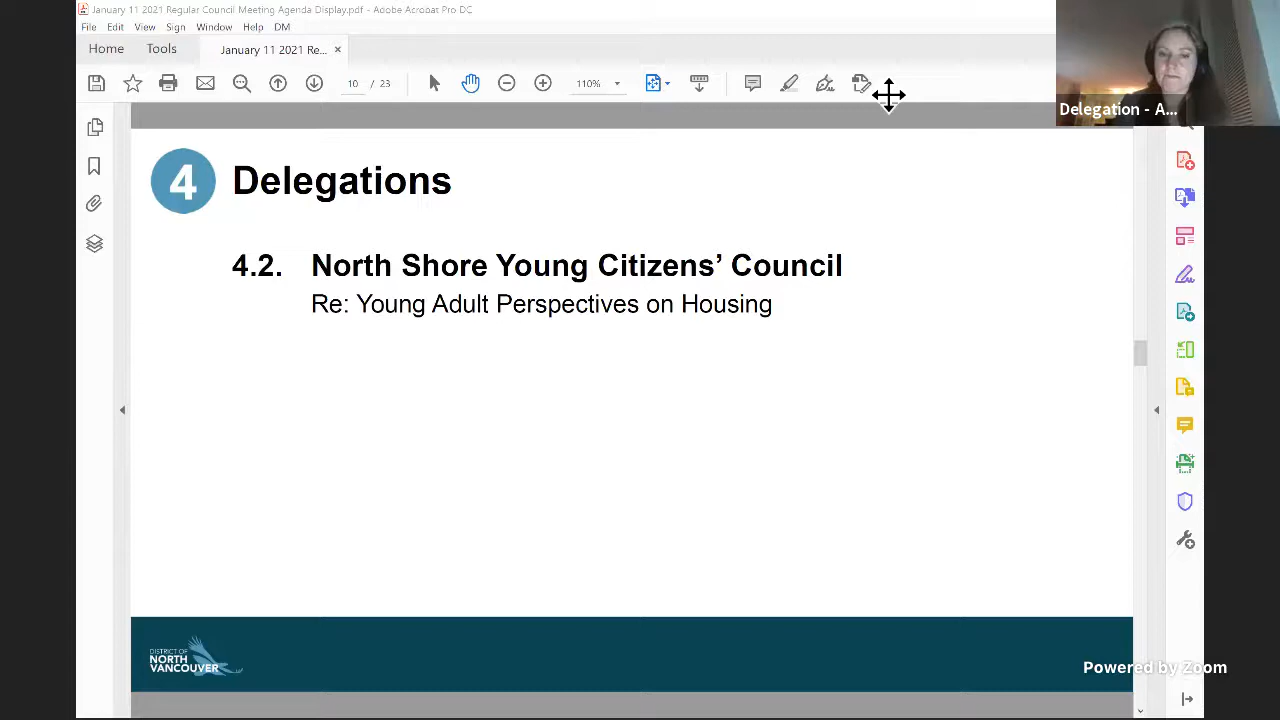 January 11 2021 Regular Council Meeting Agenda Display.pdf - Adobe Acrobat Pro DC
File Edit View Sign Window Help DM
Home Tools January 11 2021 Re... ×
10 / 23 110%
Delegation - A...
4 Delegations
4.2. North Shore Young Citizens’ Council
Re: Young Adult Perspectives on Housing
DISTRICT OF
NORTH
VANCOUVER
Powered by Zoom